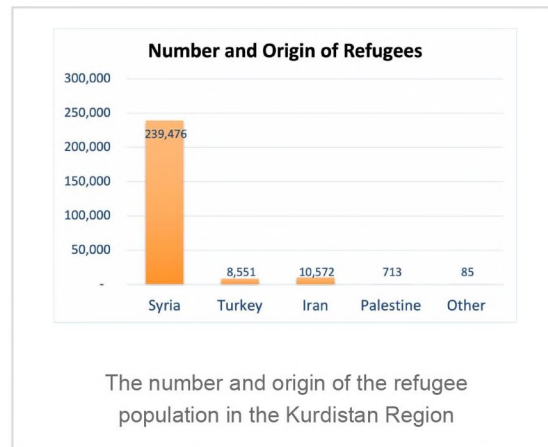 Number and Origin of Refugees
300,000
250,000
239,476
200,000
150,000
100,000
50,000
8,551 10,572 713 85
-
Syria Turkey Iran Palestine Other
The number and origin of the refugee
population in the Kurdistan Region